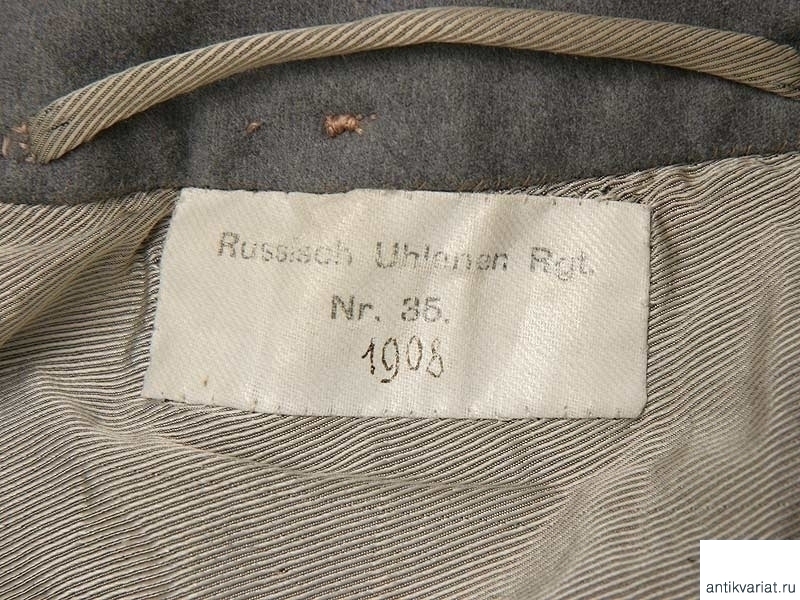 Russisch Uhlanen Rgt.
Nr. 35.
1908
antikvariat.ru